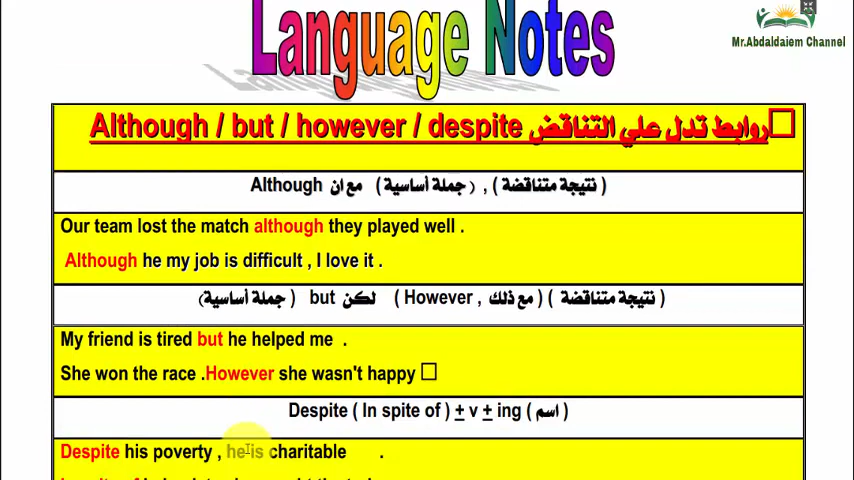 Language Notes
Mr.Abdaldaiem Channel
روابط تدل علي التناقض Although / but / however / despite
Although مع ان (جملة أساسية ) , ( نتيجة متناقضة )
Our team lost the match although they played well .
Although he my job is difficult , I love it .
(جملة أساسية) but لكن ( However , مع ذلك ) ( نتيجة متناقضة )
My friend is tired but he helped me .
She won the race .However she wasn't happy
Despite ( In spite of ) + v + ing ( اسم )
Despite his poverty , he is charitable .